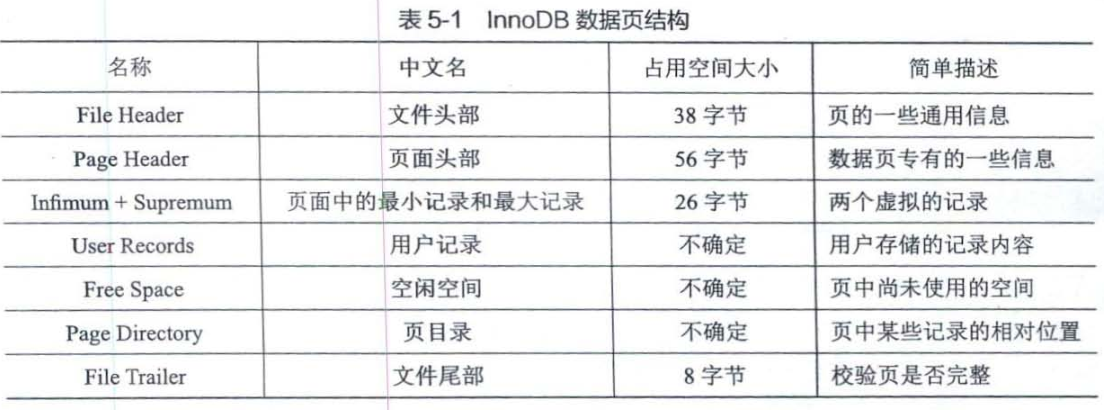 表 5-1 InnoDB 数据页结构
名称 中文名 占用空间大小 简单描述
File Header 文件头部 38 字节 页的一些通用信息
Page Header 页面头部 56 字节 数据页专有的一些信息
Infimum + Supremum 页面中的最小记录和最大记录 26 字节 两个虚拟的记录
User Records 用户记录 不确定 用户存储的记录内容
Free Space 空闲空间 不确定 页中尚未使用的空间
Page Directory 页目录 不确定 页中某些记录的相对位置
File Trailer 文件尾部 8 字节 校验页是否完整